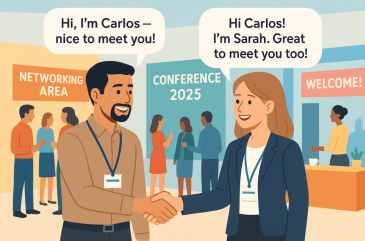 Hi, I'm Carlos –
nice to meet you!
Hi Carlos!
I'm Sarah. Great
to meet you too!
NETWORKING
AREA
CONFERENCE
2025
WELCOME!